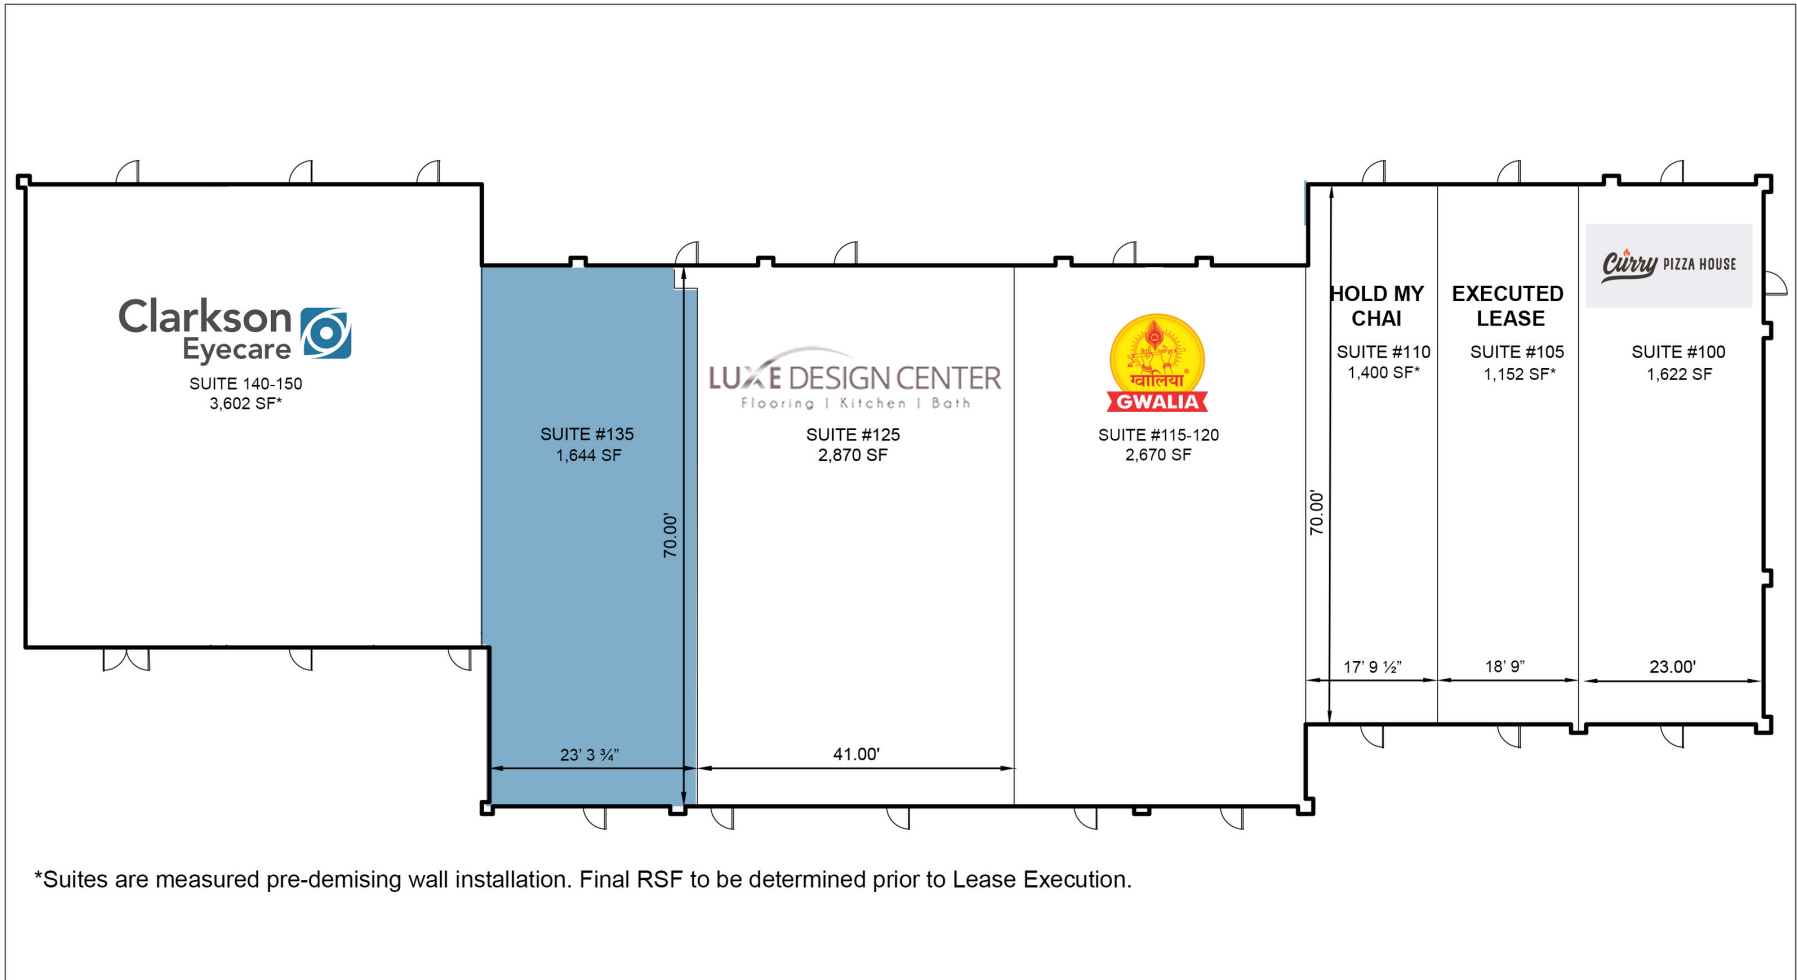 Clarkson
Eyecare
SUITE 140-150
3,602 SF*
SUITE #135
1,644 SF
70.00'
23' 3 ¾"
LUXE DESIGN CENTER
Flooring | Kitchen | Bath
SUITE #125
2,870 SF
41.00'
ग्वालिया
®
GWALIA
SUITE #115-120
2,670 SF
HOLD MY
CHAI
SUITE #110
1,400 SF*
70.00'
17' 9 ½"
EXECUTED
LEASE
SUITE #105
1,152 SF*
18' 9"
Curry PIZZA HOUSE
SUITE #100
1,622 SF
23.00'
*Suites are measured pre-demising wall installation. Final RSF to be determined prior to Lease Execution.